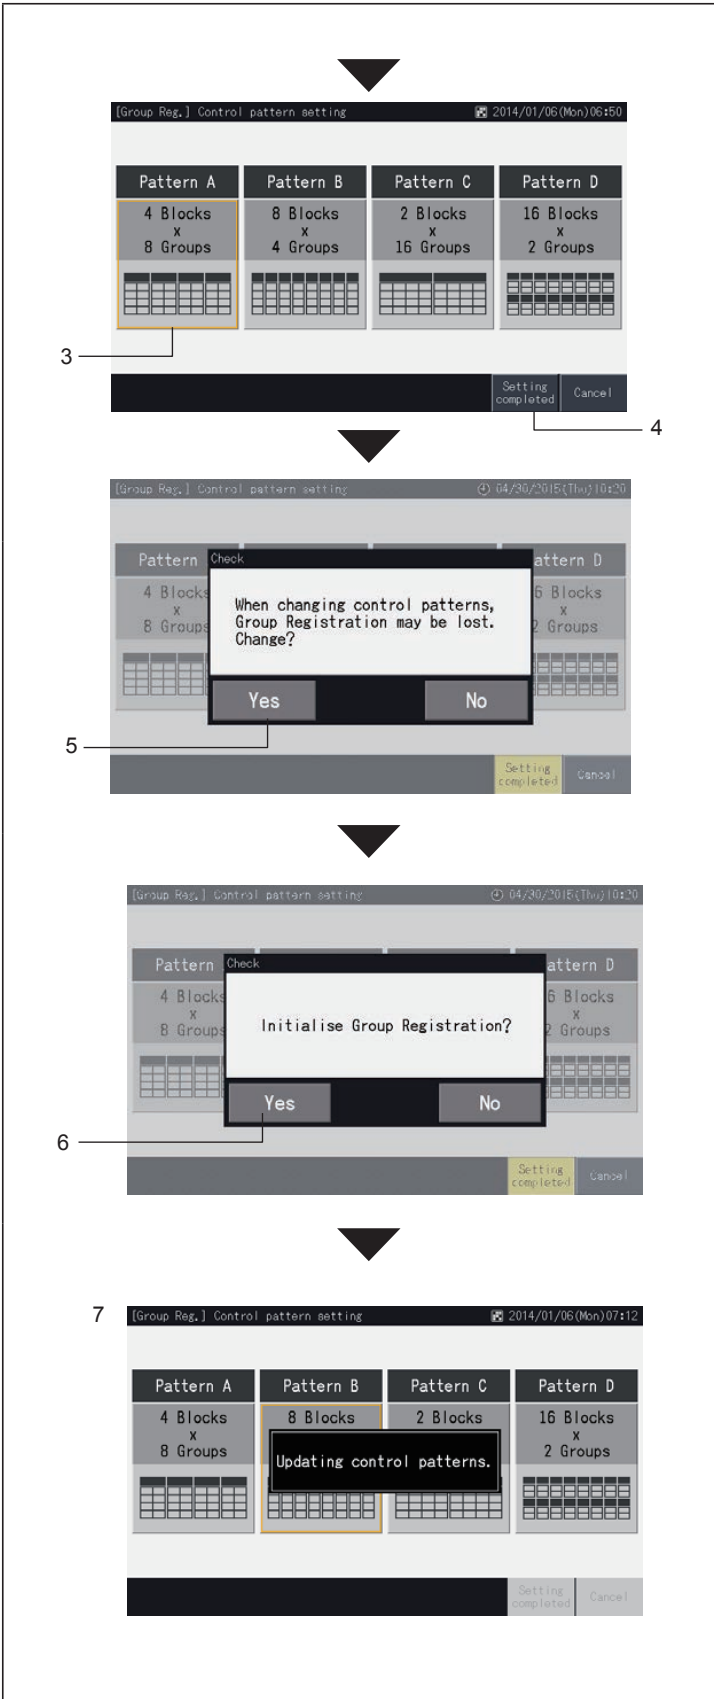 [Group Reg.] Control pattern setting 2014/01/06(Mon)06:50
Pattern A Pattern B Pattern C Pattern D
4 Blocks 8 Blocks 2 Blocks 16 Blocks
x x x x
8 Groups 4 Groups 16 Groups 2 Groups
3
Setting
completed Cancel
4
[Group Reg.] Control pattern setting 04/30/2015(Thu)10:20
Pattern Check attern D
4 Blocks 6 Blocks
When changing control patterns,
x Group Registration may be lost. x
8 Groups Change? 2 Groups
Yes No
5
Setting
completed Cancel
[Group Reg.] Control pattern setting 04/30/2015(Thu)10:20
Pattern Check attern D
4 Blocks 6 Blocks
x Initialise Group Registration? x
8 Groups 2 Groups
Yes No
6
Setting
completed Cancel
7 [Group Reg.] Control pattern setting 2014/01/06(Mon)07:12
Pattern A Pattern B Pattern C Pattern D
4 Blocks 8 Blocks 2 Blocks 16 Blocks
x x
8 Groups Updating control patterns. 2 Groups
Setting
completed Cancel